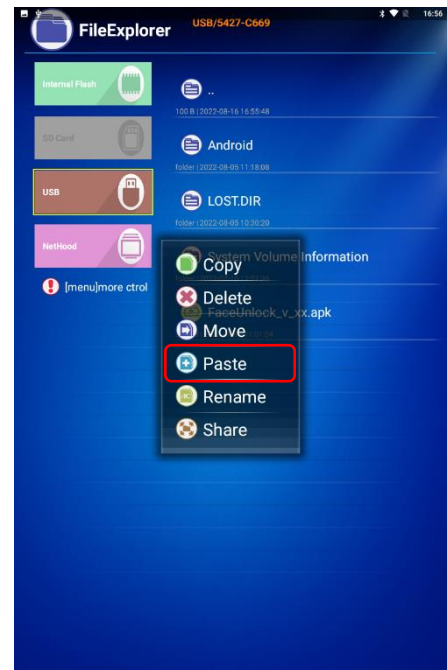 16:56
FileExplorer
USB/5427-C669
Internal Flash
SD Card
USB
NetHood
[menu]more ctrol
..
100 B | 2022-08-16 16:55:48
Android
folder | 2022-08-05 11:18:08
LOST.DIR
folder | 2022-08-05 10:20:20
System Volume Information
FaceUnlock_v_xx.apk
Copy
Delete
Move
Paste
Rename
Share